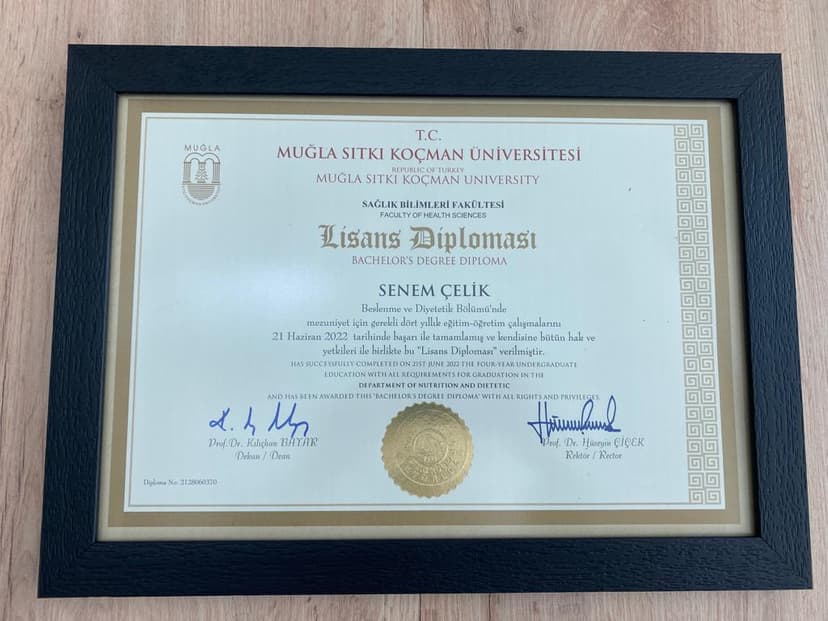 MUĞLA
T.C.
MUĞLA SITKI KOÇMAN ÜNİVERSİTESİ
REPUBLIC OF TURKEY
MUĞLA SITKI KOÇMAN UNIVERSITY
SAĞLIK BİLİMLERİ FAKÜLTESİ
FACULTY OF HEALTH SCIENCES
Lisans Diploması
BACHELOR'S DEGREE DIPLOMA
SENEM ÇELİK
Beslenme ve Diyetetik Bölümü'nde
mezuniyet için gerekli dört yıllık eğitim-öğretim çalışmalarını
21 Haziran 2022 tarihinde başarı ile tamamlamış ve kendisine bütün hak ve
yetkileri ile birlikte bu "Lisans Diploması" verilmiştir.
HAS SUCCESSFULLY COMPLETED ON 21ST JUNE 2022 THE FOUR-YEAR UNDERGRADUATE
EDUCATION WITH ALL REQUIREMENTS FOR GRADUATION IN THE
DEPARTMENT OF NUTRITION AND DIETETIC
AND HAS BEEN AWARDED THIS 'BACHELOR'S DEGREE DIPLOMA' WITH ALL RIGHTS AND PRIVILEGES.
Prof.Dr. Kılıçhan BAYAR
Dekan / Dean
Prof. Dr. Hüseyin ÇİÇEK
Rektör / Rector
Diploma No: 2128060370